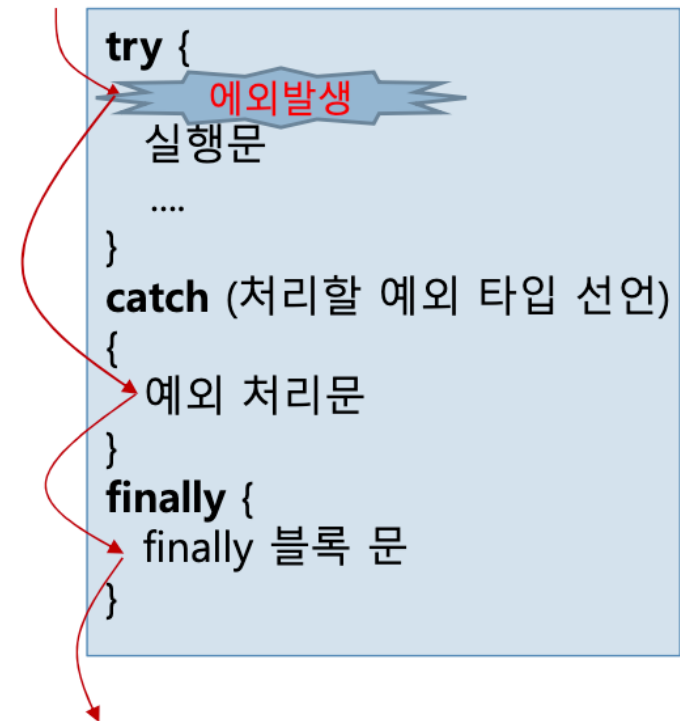 try {
에외발생
실행문
....
}
catch (처리할 예외 타입 선언)
{
예외 처리문
}
finally {
finally 블록 문
}